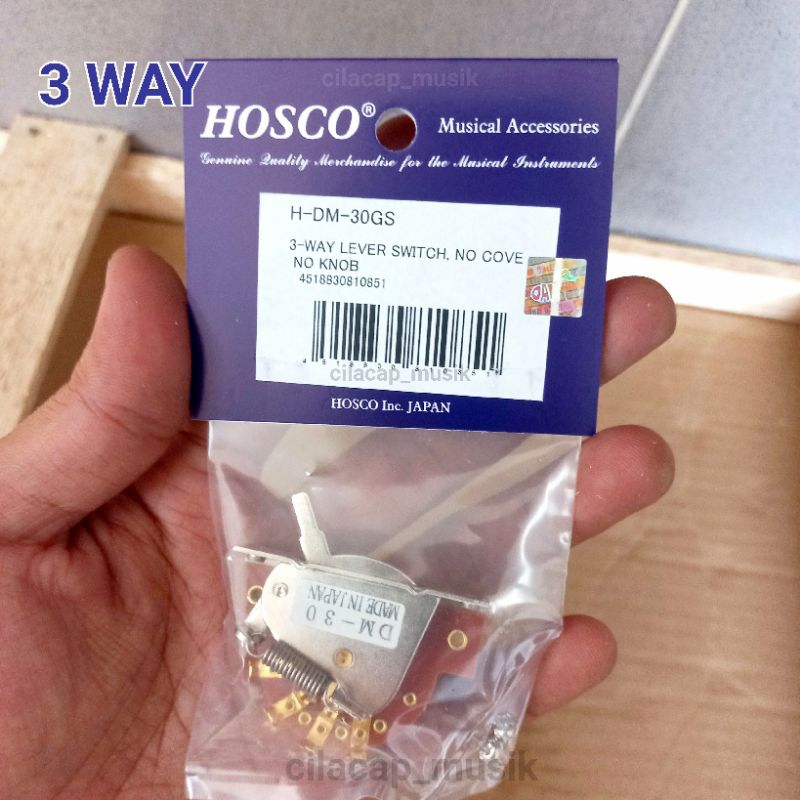 cilacap_musik
3 WAY
HOSCO® Musical Accessories
Genuine Quality Merchandise for the Musical Instruments
H-DM-30GS
3-WAY LEVER SWITCH, NO COVE
NO KNOB
4518830810851
cilacap_musik
HOSCO Inc. JAPAN
DM-30
MADE IN JAPAN
cilacap_musik